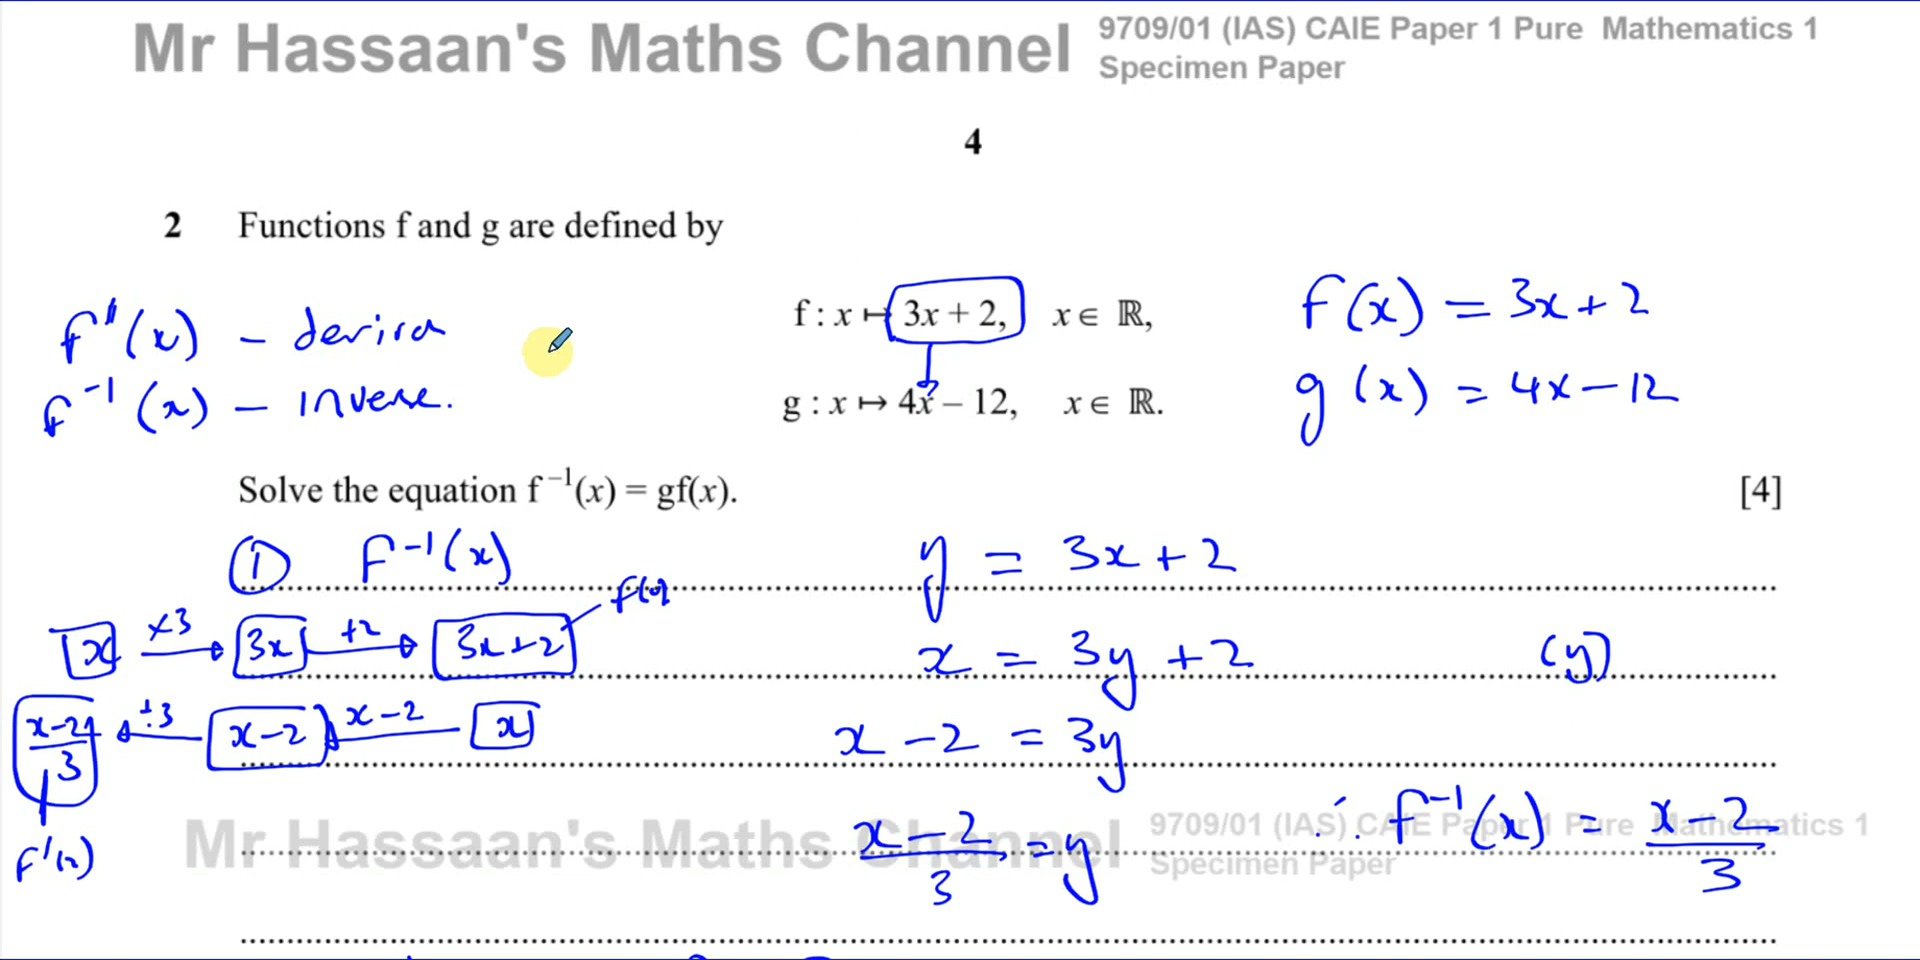 Mr Hassaan's Maths Channel
9709/01 (IAS) CAIE Paper 1 Pure Mathematics 1
Specimen Paper
4
2 Functions f and g are defined by
f : x ↦ 3x + 2, x ∈ ℝ,
g : x ↦ 4x – 12, x ∈ ℝ.
f(x) = 3x + 2
g(x) = 4x – 12
f"(x) –
f⁻¹(x) – inverse.
Solve the equation f⁻¹(x) = gf(x). [4]
① f⁻¹(x)
x ×3 3x +2 3x+2
x-2/3 ÷3 x-2 x-2 x
y = 3x + 2
x = 3y + 2 (y)
x – 2 = 3y
x – 2/3 = y
∴ f⁻¹(x) = x – 2/3
Mr Hassaan's Maths Channel
9709/01 (IAS) CAIE Paper 1 Pure Mathematics 1
Specimen Paper